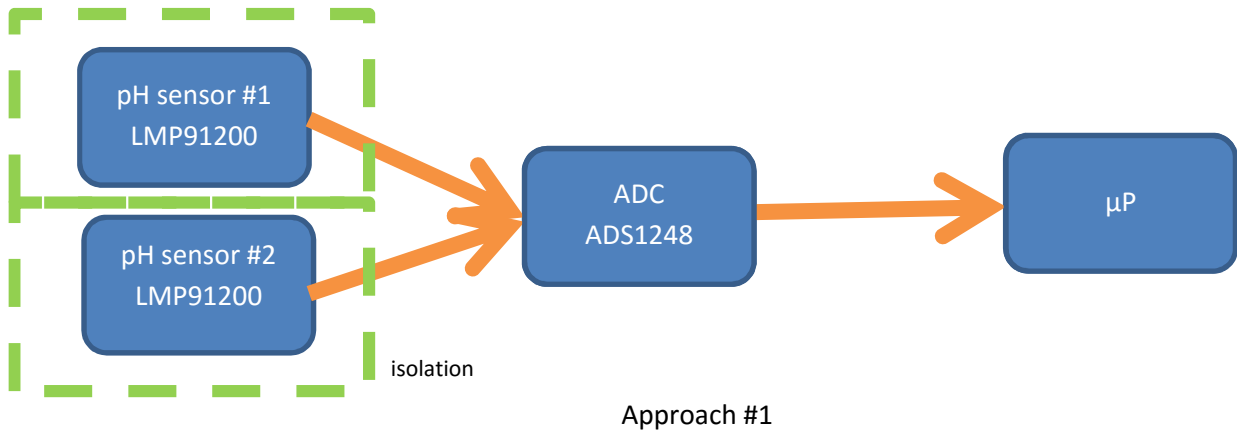 pH sensor #1
LMP91200
pH sensor #2
LMP91200
isolation
ADC
ADS1248
µP
Approach #1